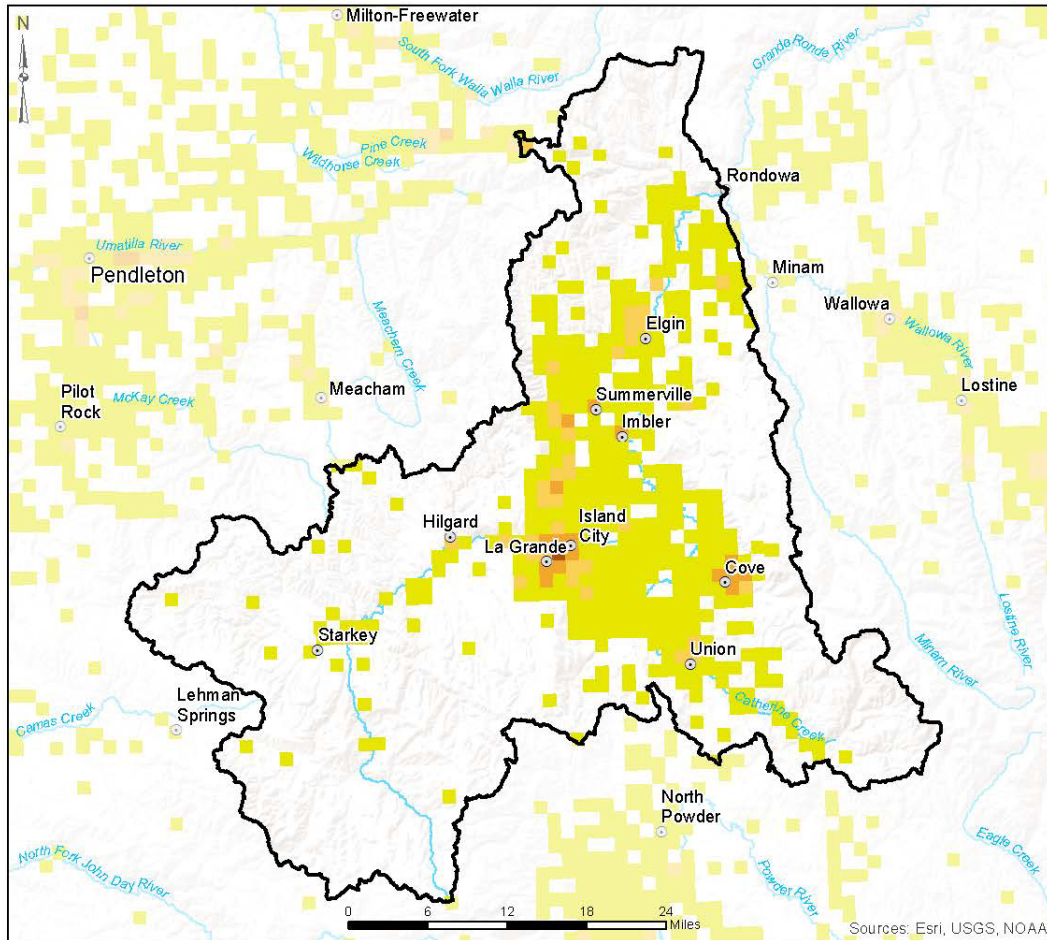 N
Milton-Freewater
South Fork Walla Walla River
Grande Ronde River
Pine Creek
Wildhorse Creek
Rondowa
Umatilla River
Pendleton
Minam
Wallowa
Wallowa River
Elgin
Meacham Creek
Pilot
Rock
McKay Creek
Meacham
Lostine
Summerville
Imbler
Hilgard
Island
City
La Grande
Cove
Lostine River
Starkey
Union
Minam River
Lehman
Springs
Camas Creek
Catherine Creek
North
Powder
Powder River
Eagle Creek
North Fork John Day River
0 6 12 18 24
Miles
Sources: Esri, USGS, NOAA